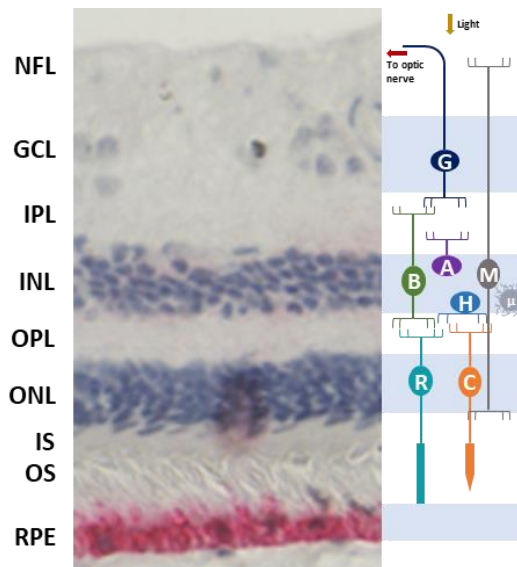 NFL
GCL
IPL
INL
OPL
ONL
IS
OS
RPE
Light
To optic
nerve
G
A
B
M
H
μ
R
C